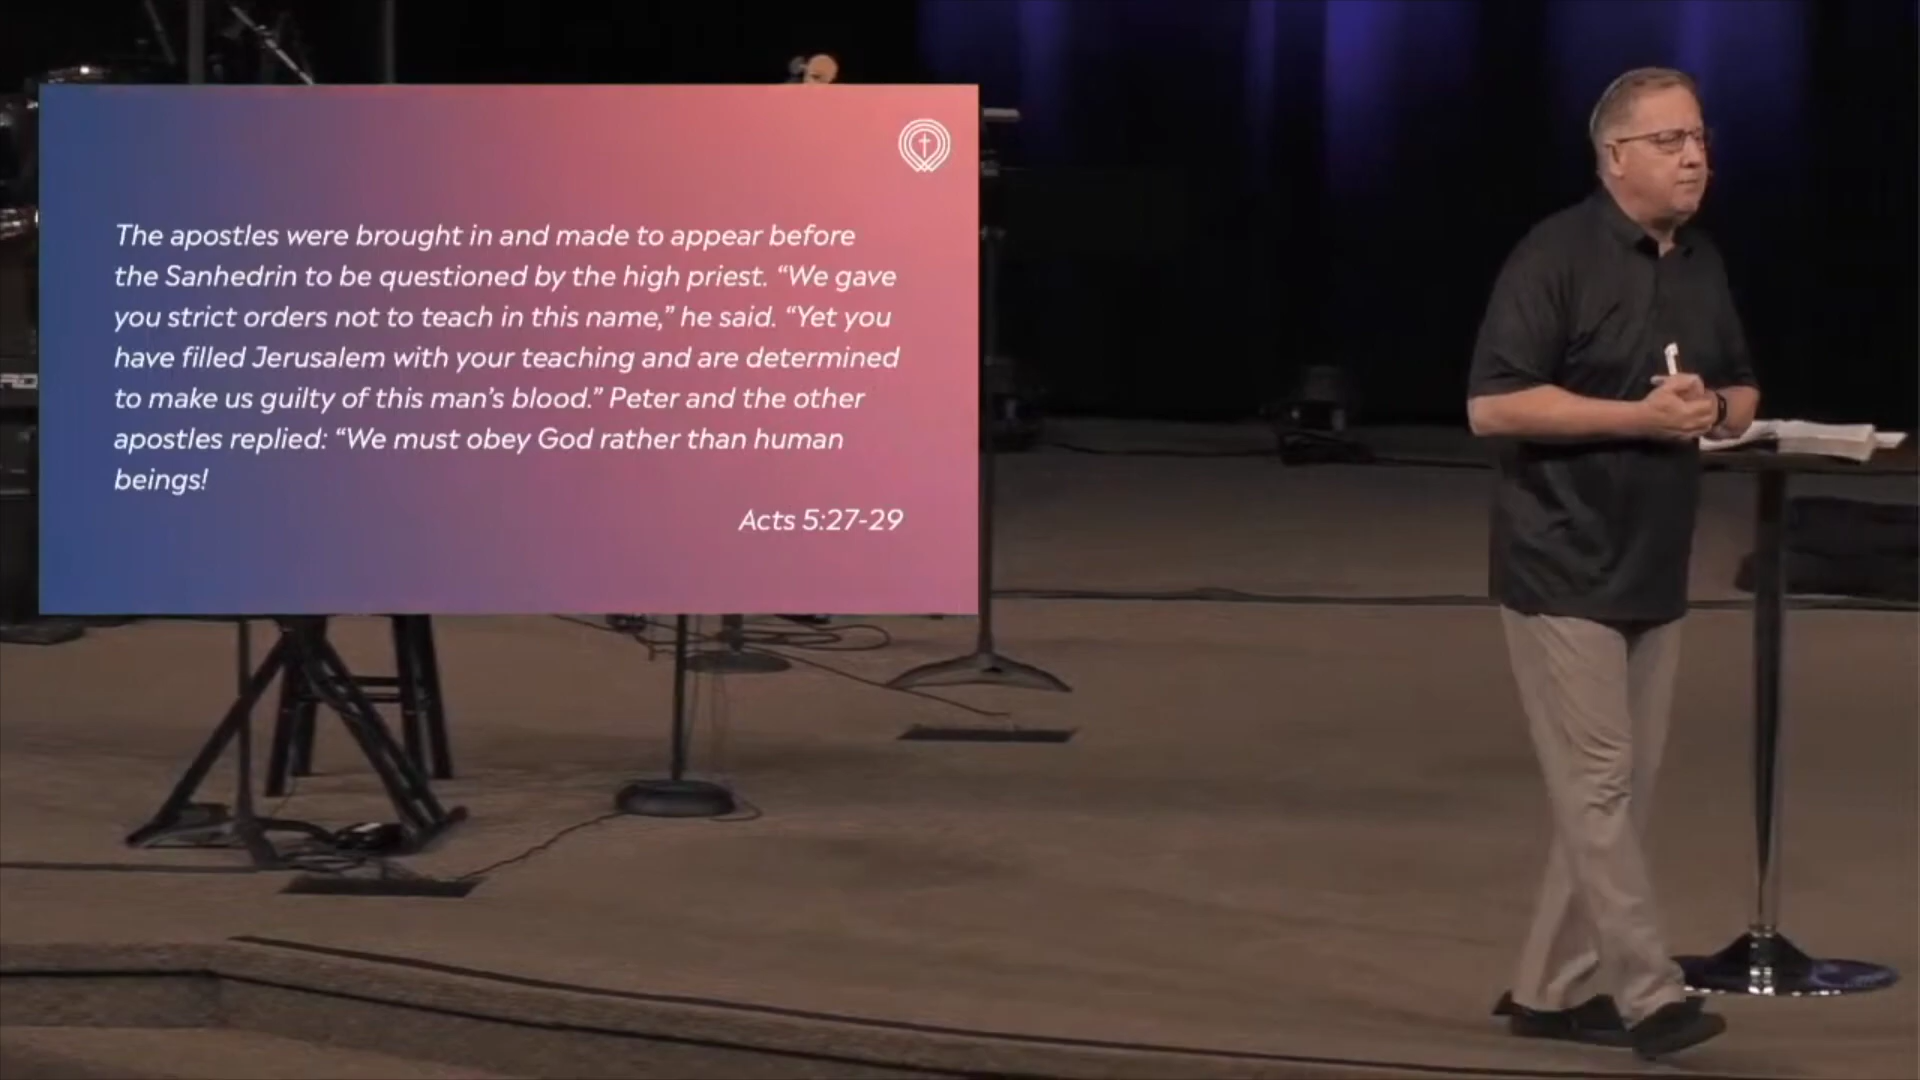 The apostles were brought in and made to appear before
the Sanhedrin to be questioned by the high priest. “We gave
you strict orders not to teach in this name,” he said. “Yet you
have filled Jerusalem with your teaching and are determined
to make us guilty of this man’s blood.” Peter and the other
apostles replied: “We must obey God rather than human
beings!
Acts 5:27-29